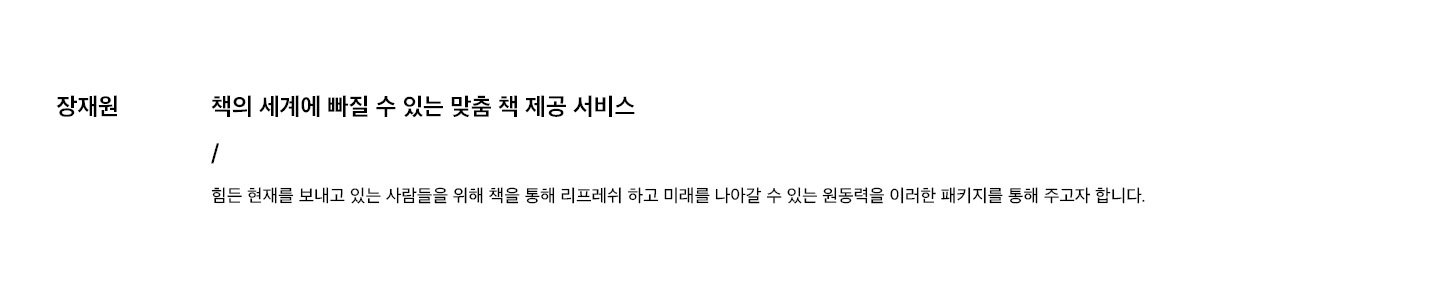 장재원
책의 세계에 빠질 수 있는 맞춤 책 제공 서비스
/
힘든 현재를 보내고 있는 사람들을 위해 책을 통해 리프레쉬 하고 미래를 나아갈 수 있는 원동력을 이러한 패키지를 통해 주고자 합니다.